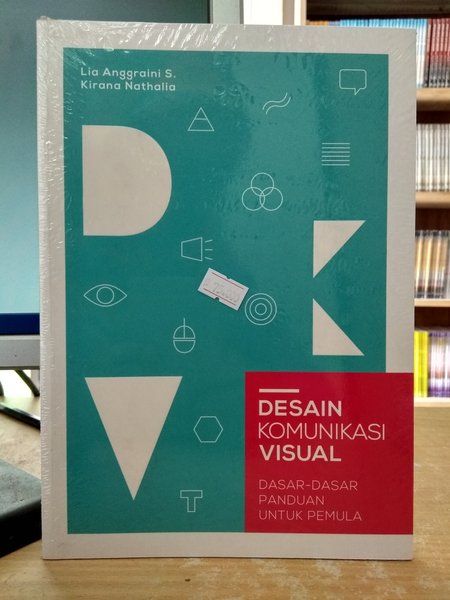 Lia Anggraini S.
Kirana Nathalia
D
K
V
T
DESAIN
KOMUNIKASI
VISUAL
DASAR-DASAR
PANDUAN
UNTUK PEMULA